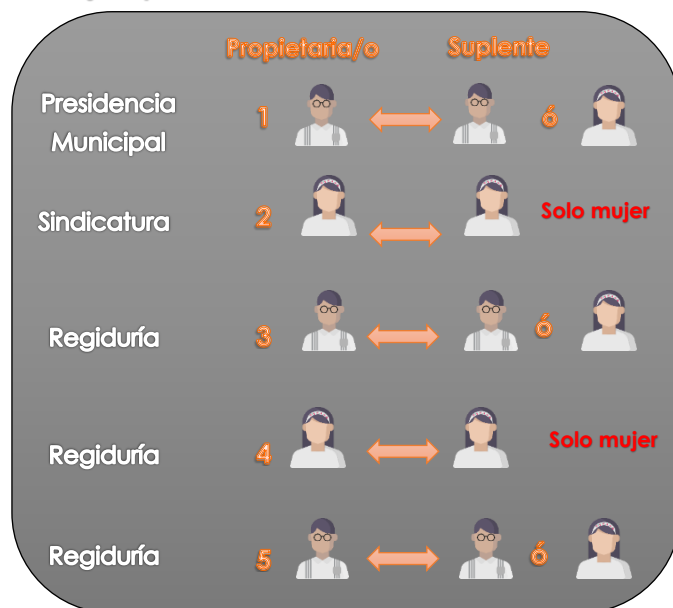 Propietaria/o Suplente
Presidencia
Municipal
1 ó
Sindicatura 2 Solo mujer
Regiduría 3 ó
Regiduría 4 Solo mujer
Regiduría 5 ó